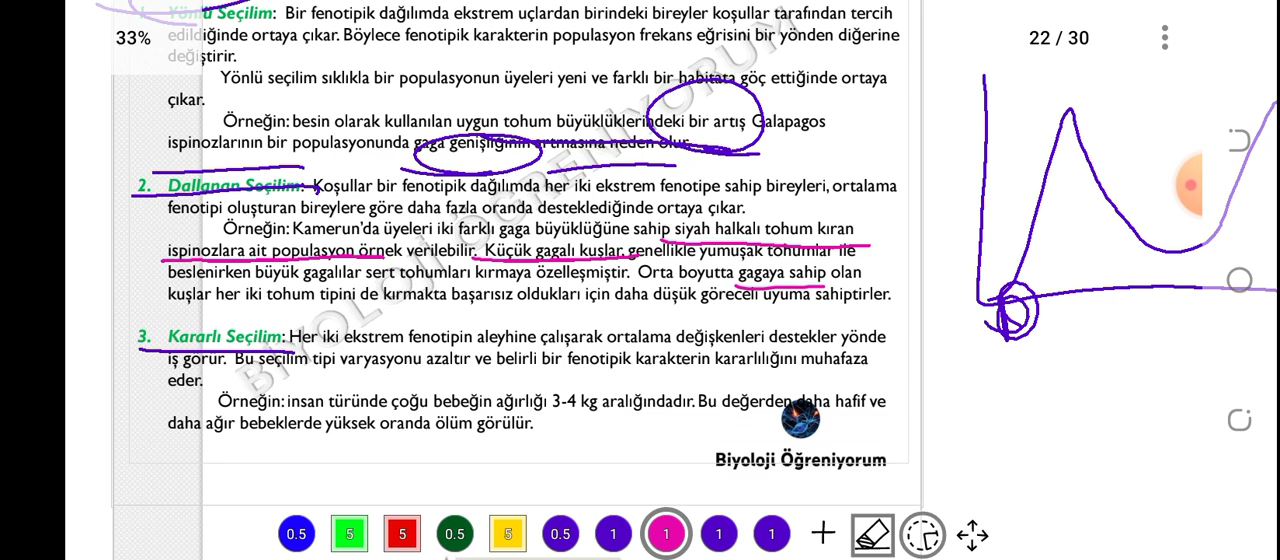 1. Yönlü Seçilim: Bir fenotipik dağılımda ekstrem uçlardan birindeki bireyler koşullar tarafından tercih
33%
22 / 30
edildiğinde ortaya çıkar. Böylece fenotipik karakterin populasyon frekans eğrisini bir yönden diğerine
değiştirir.
Yönlü seçilim sıklıkla bir populasyonun üyeleri yeni ve farklı bir habitata göç ettiğinde ortaya
çıkar.
Örneğin: besin olarak kullanılan uygun tohum büyüklüklerindeki bir artış Galapagos
ispinozlarının bir populasyonunda gaga genişliğinin artmasına neden olur.
2. Dallanan Seçilim: Koşullar bir fenotipik dağılımda her iki ekstrem fenotipe sahip bireyleri, ortalama
fenotipi oluşturan bireylere göre daha fazla oranda desteklediğinde ortaya çıkar.
Örneğin: Kamerun'da üyeleri iki farklı gaga büyüklüğüne sahip siyah halkalı tohum kıran
ispinozlara ait populasyon örnek verilebilir. Küçük gagalı kuşlar, genellikle yumuşak tohumlar ile
beslenirken büyük gagalılar sert tohumları kırmaya özelleşmiştir. Orta boyutta gagaya sahip olan
kuşlar her iki tohum tipini de kırmakta başarısız oldukları için daha düşük göreceli uyuma sahiptirler.
3. Kararlı Seçilim: Her iki ekstrem fenotipin aleyhine çalışarak ortalama değişkenleri destekler yönde
iş görür. Bu seçilim tipi varyasyonu azaltır ve belirli bir fenotipik karakterin kararlılığını muhafaza
eder.
Örneğin: insan türünde çoğu bebeğin ağırlığı 3-4 kg aralığındadır. Bu değerden daha hafif ve
daha ağır bebeklerde yüksek oranda ölüm görülür.
BİYOLOJİ ÖĞRENİYORUM
Biyoloji Öğreniyorum
0.5 5 5 0.5 5 0.5 1 1 1 1